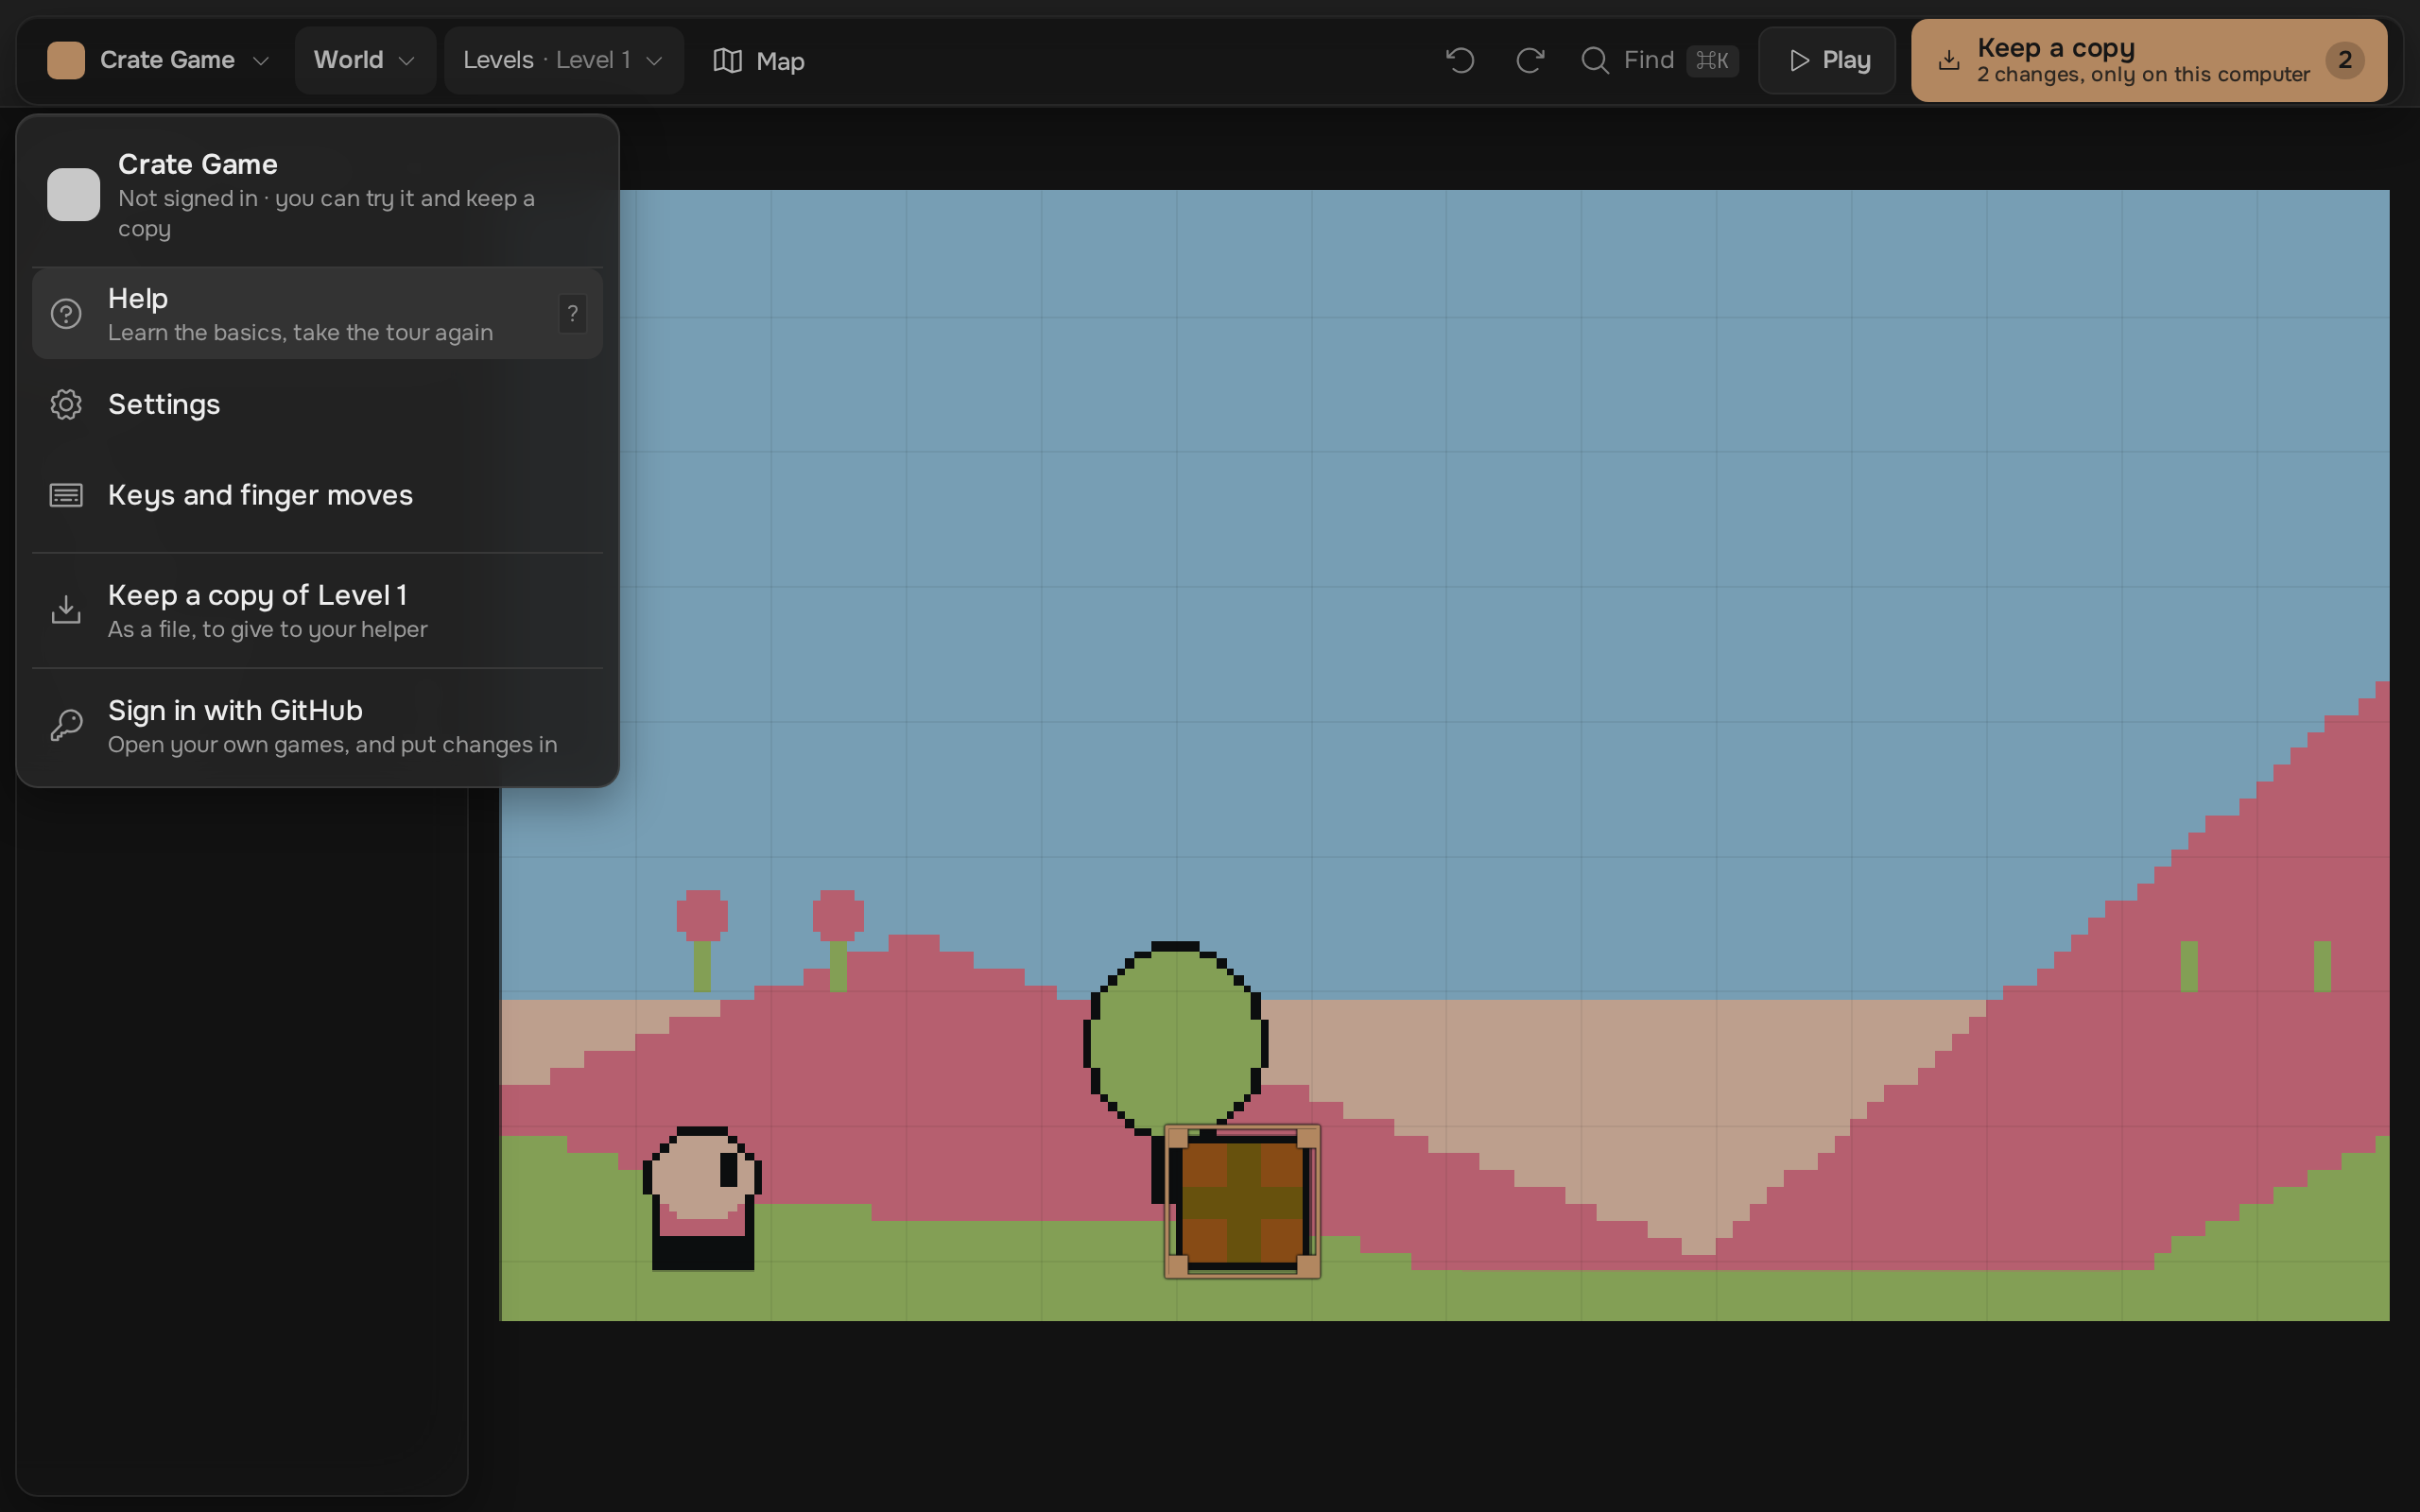 Crate Game
World
Levels · Level 1
Map
Find ⌘K
Play
Keep a copy
2 changes, only on this computer
2
Crate Game
Not signed in · you can try it and keep a
copy
Help
Learn the basics, take the tour again
?
Settings
Keys and finger moves
Keep a copy of Level 1
As a file, to give to your helper
Sign in with GitHub
Open your own games, and put changes in